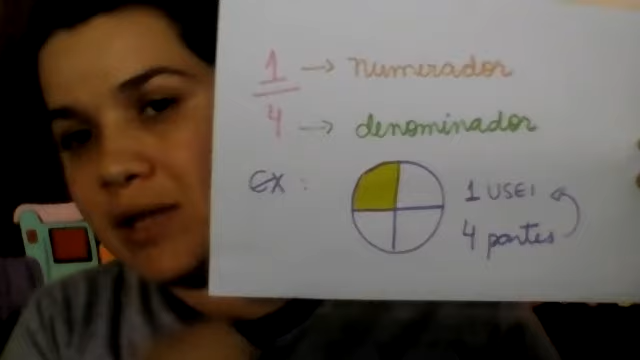 1 → numerador
4 → denominador
Ex:
1 USEI
4 partes